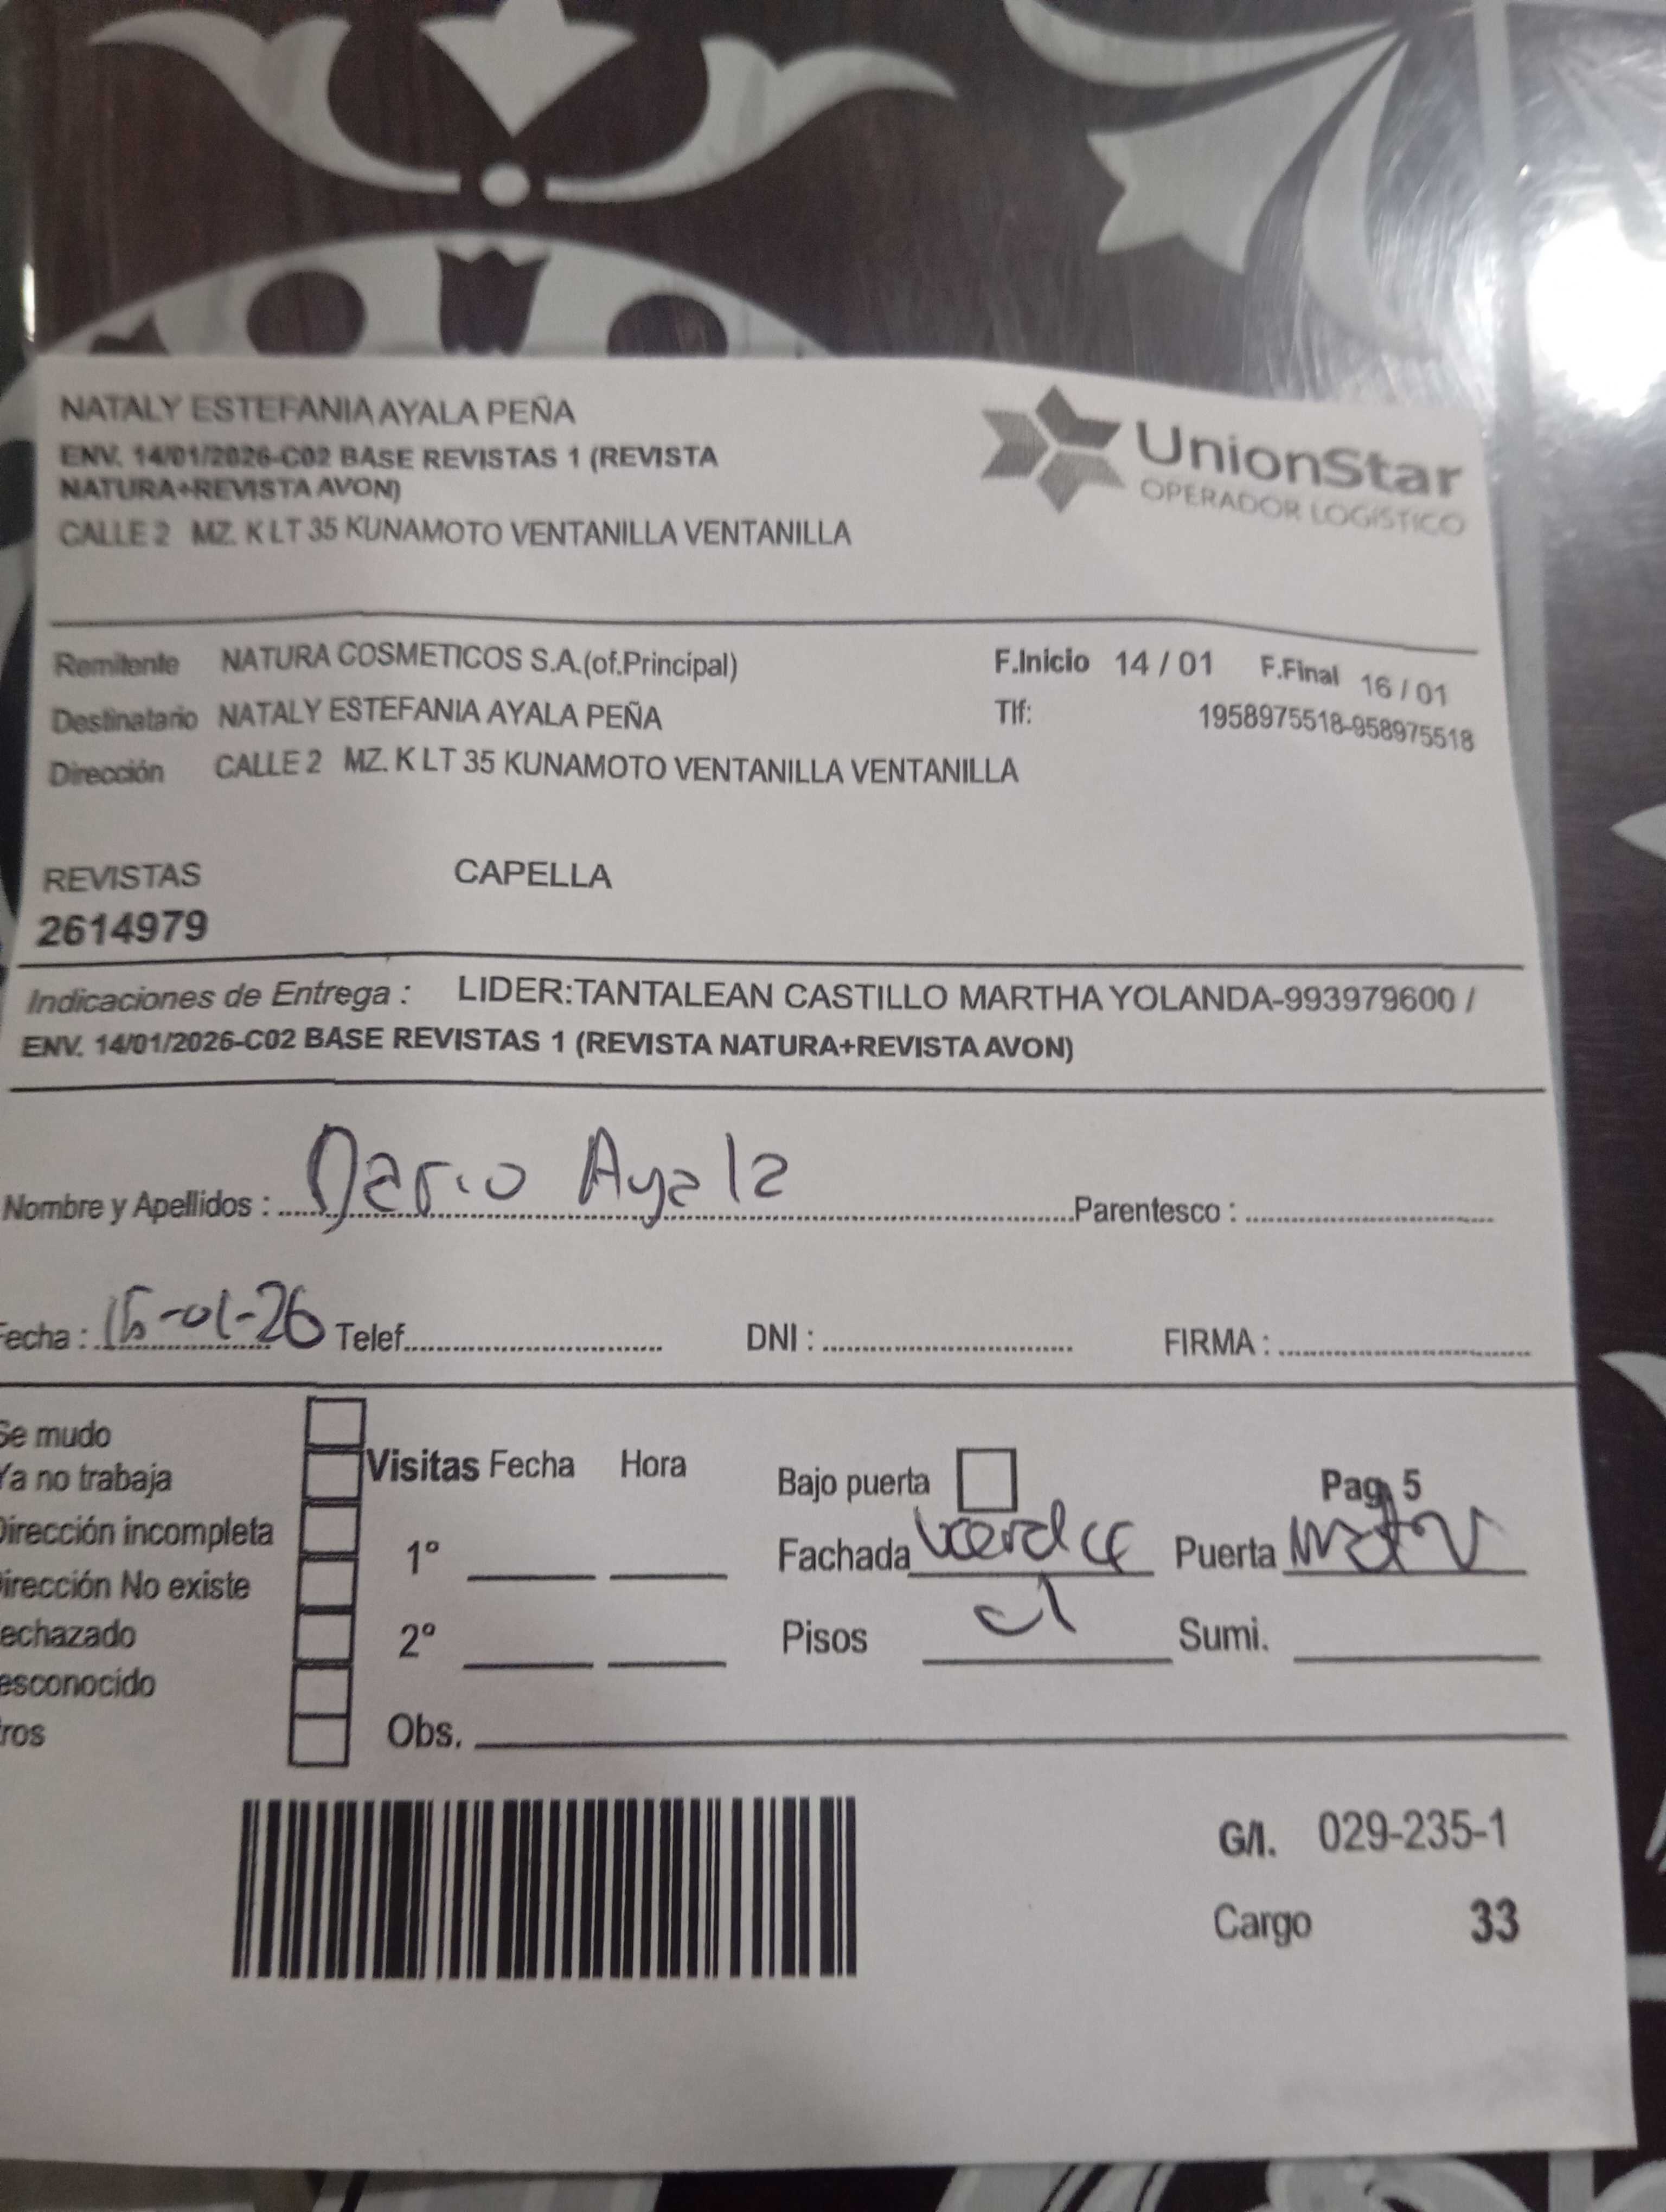 NATALY ESTEFANIA AYALA PEÑA
ENV. 14/01/2026-C02 BASE REVISTAS 1 (REVISTA
NATURA+REVISTA AVON)
CALLE 2 MZ. K LT 35 KUNAMOTO VENTANILLA VENTANILLA
UnionStar
OPERADOR LOGÍSTICO
Remitente NATURA COSMETICOS S.A.(of.Principal) F.Inicio 14 / 01 F.Final 16 / 01
Destinatario NATALY ESTEFANIA AYALA PEÑA Tlf: 1958975518-958975518
Dirección CALLE 2 MZ. K LT 35 KUNAMOTO VENTANILLA VENTANILLA
REVISTAS CAPELLA
2614979
Indicaciones de Entrega : LIDER:TANTALEAN CASTILLO MARTHA YOLANDA-993979600 /
ENV. 14/01/2026-C02 BASE REVISTAS 1 (REVISTA NATURA+REVISTA AVON)
Nombre y Apellidos : Dario Ayala Parentesco :
Fecha : 15-01-26 Telef. DNI : FIRMA :
Se mudo
Ya no trabaja
Dirección incompleta
Dirección No existe
echazado
esconocido
tros
Visitas Fecha Hora
1º
2º
Obs.
Bajo puerta Pag. 5
Fachada Puerta
Pisos Sumi.
G/I. 029-235-1
Cargo 33